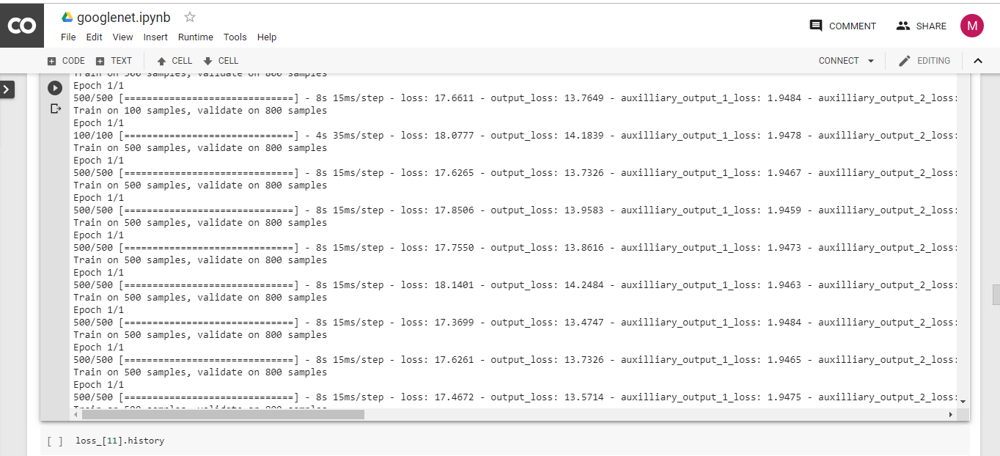 CO
googlenet.ipynb
File Edit View Insert Runtime Tools Help
COMMENT SHARE M
CODE TEXT CELL CELL CONNECT EDITING
Train on 500 samples, validate on 800 samples
Epoch 1/1
500/500 [==============================] - 8s 15ms/step - loss: 17.6611 - output_loss: 13.7649 - auxilliary_output_1_loss: 1.9484 - auxilliary_output_2_loss:
Train on 100 samples, validate on 800 samples
Epoch 1/1
100/100 [==============================] - 4s 35ms/step - loss: 18.0777 - output_loss: 14.1839 - auxilliary_output_1_loss: 1.9478 - auxilliary_output_2_loss:
Train on 500 samples, validate on 800 samples
Epoch 1/1
500/500 [==============================] - 8s 15ms/step - loss: 17.6265 - output_loss: 13.7326 - auxilliary_output_1_loss: 1.9467 - auxilliary_output_2_loss:
Train on 500 samples, validate on 800 samples
Epoch 1/1
500/500 [==============================] - 8s 15ms/step - loss: 17.8506 - output_loss: 13.9583 - auxilliary_output_1_loss: 1.9459 - auxilliary_output_2_loss:
Train on 500 samples, validate on 800 samples
Epoch 1/1
500/500 [==============================] - 8s 15ms/step - loss: 17.7550 - output_loss: 13.8616 - auxilliary_output_1_loss: 1.9473 - auxilliary_output_2_loss:
Train on 500 samples, validate on 800 samples
Epoch 1/1
500/500 [==============================] - 8s 15ms/step - loss: 18.1401 - output_loss: 14.2484 - auxilliary_output_1_loss: 1.9463 - auxilliary_output_2_loss:
Train on 500 samples, validate on 800 samples
Epoch 1/1
500/500 [==============================] - 8s 15ms/step - loss: 17.3699 - output_loss: 13.4747 - auxilliary_output_1_loss: 1.9484 - auxilliary_output_2_loss:
Train on 500 samples, validate on 800 samples
Epoch 1/1
500/500 [==============================] - 8s 15ms/step - loss: 17.6261 - output_loss: 13.7326 - auxilliary_output_1_loss: 1.9465 - auxilliary_output_2_loss:
Train on 500 samples, validate on 800 samples
Epoch 1/1
500/500 [==============================] - 8s 15ms/step - loss: 17.4672 - output_loss: 13.5714 - auxilliary_output_1_loss: 1.9475 - auxilliary_output_2_loss:
Train on 500 samples, validate on 800 samples
[ ] loss_[11].history